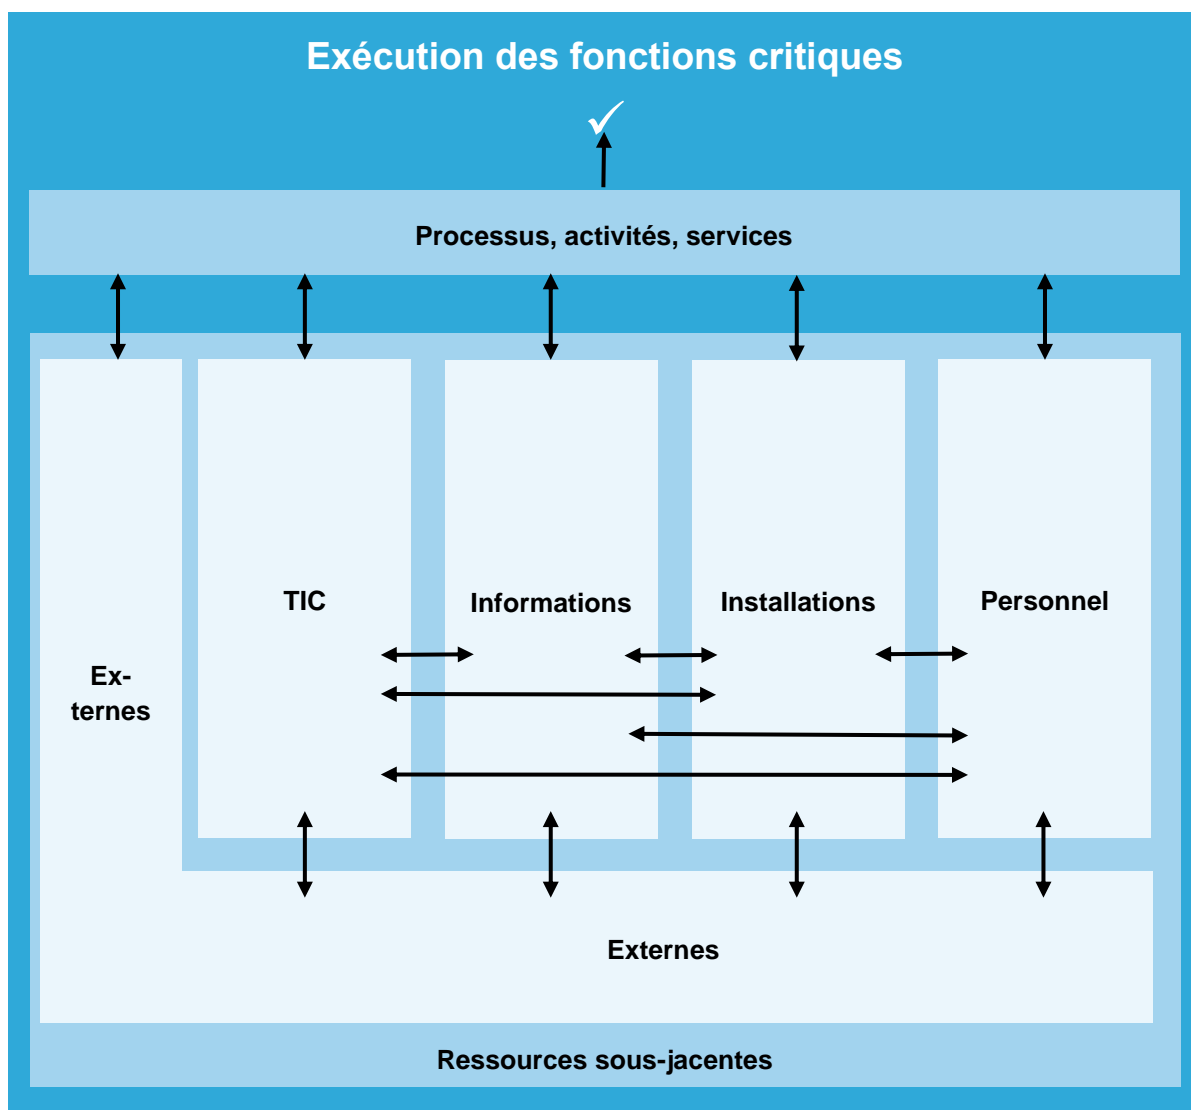 Exécution des fonctions critiques
Processus, activités, services
TIC
Informations
Installations
Personnel
Ex-
ternes
Externes
Ressources sous-jacentes